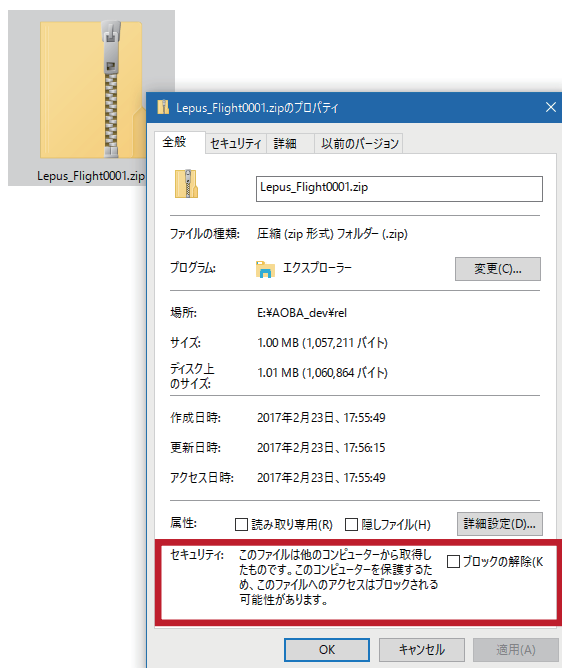 Lepus_Flight0001.zip
Lepus_Flight0001.zipのプロパティ
全般 セキュリティ 詳細 以前のバージョン
Lepus_Flight0001.zip
ファイルの種類: 圧縮 (zip 形式) フォルダー (.zip)
プログラム: エクスプローラー 変更(C)...
場所: E:¥AOBA_dev¥rel
サイズ: 1.00 MB (1,057,211 バイト)
ディスク上
のサイズ: 1.01 MB (1,060,864 バイト)
作成日時: 2017年2月23日、17:55:49
更新日時: 2017年2月23日、17:56:15
アクセス日時: 2017年2月23日、17:55:49
属性: 読み取り専用(R) 隠しファイル(H) 詳細設定(D)...
セキュリティ: このファイルは他のコンピューターから取得し
たものです。このコンピューターを保護するた
め、このファイルへのアクセスはブロックされる
可能性があります。
ブロックの解除(K
OK キャンセル 適用(A)